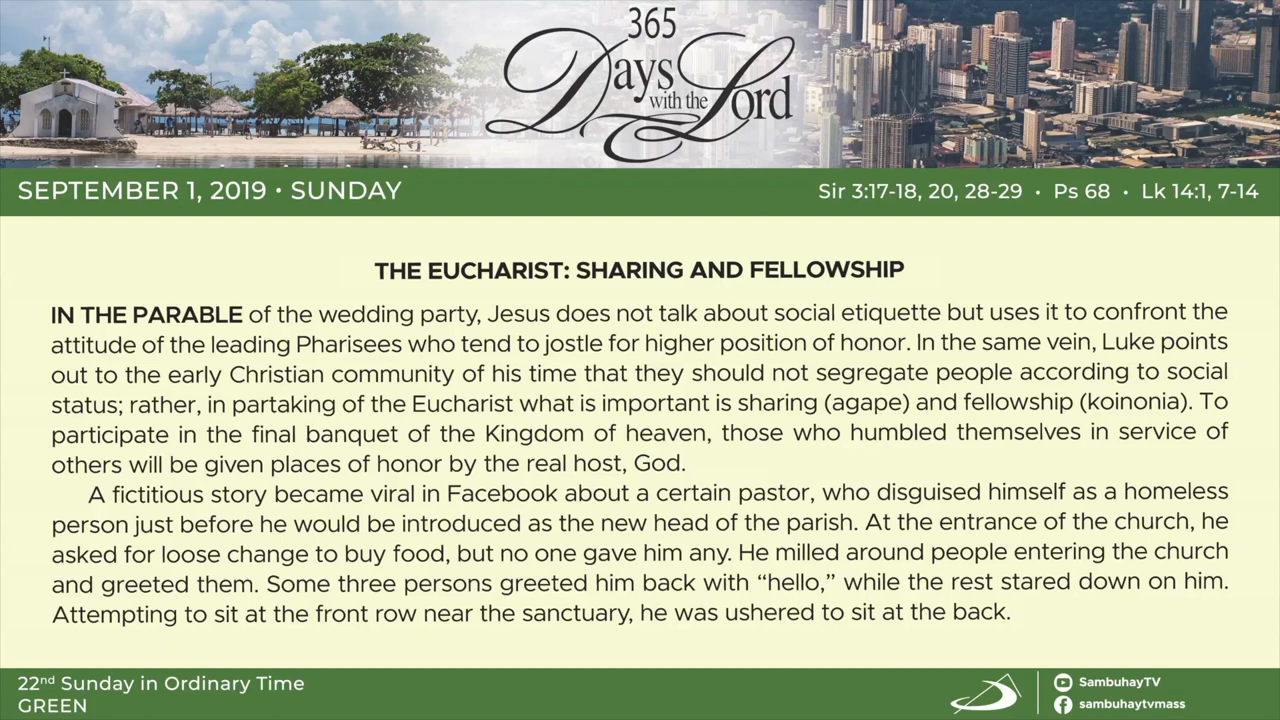 365
Days
with the
Lord
SEPTEMBER 1, 2019 • SUNDAY
Sir 3:17-18, 20, 28-29 • Ps 68 • Lk 14:1, 7-14
THE EUCHARIST: SHARING AND FELLOWSHIP
IN THE PARABLE of the wedding party, Jesus does not talk about social etiquette but uses it to confront the
attitude of the leading Pharisees who tend to jostle for higher position of honor. In the same vein, Luke points
out to the early Christian community of his time that they should not segregate people according to social
status; rather, in partaking of the Eucharist what is important is sharing (agape) and fellowship (koinonia). To
participate in the final banquet of the Kingdom of heaven, those who humbled themselves in service of
others will be given places of honor by the real host, God.
A fictitious story became viral in Facebook about a certain pastor, who disguised himself as a homeless
person just before he would be introduced as the new head of the parish. At the entrance of the church, he
asked for loose change to buy food, but no one gave him any. He milled around people entering the church
and greeted them. Some three persons greeted him back with “hello,” while the rest stared down on him.
Attempting to sit at the front row near the sanctuary, he was ushered to sit at the back.
22nd Sunday in Ordinary Time
GREEN
SambuhayTV
sambuhaytvmass